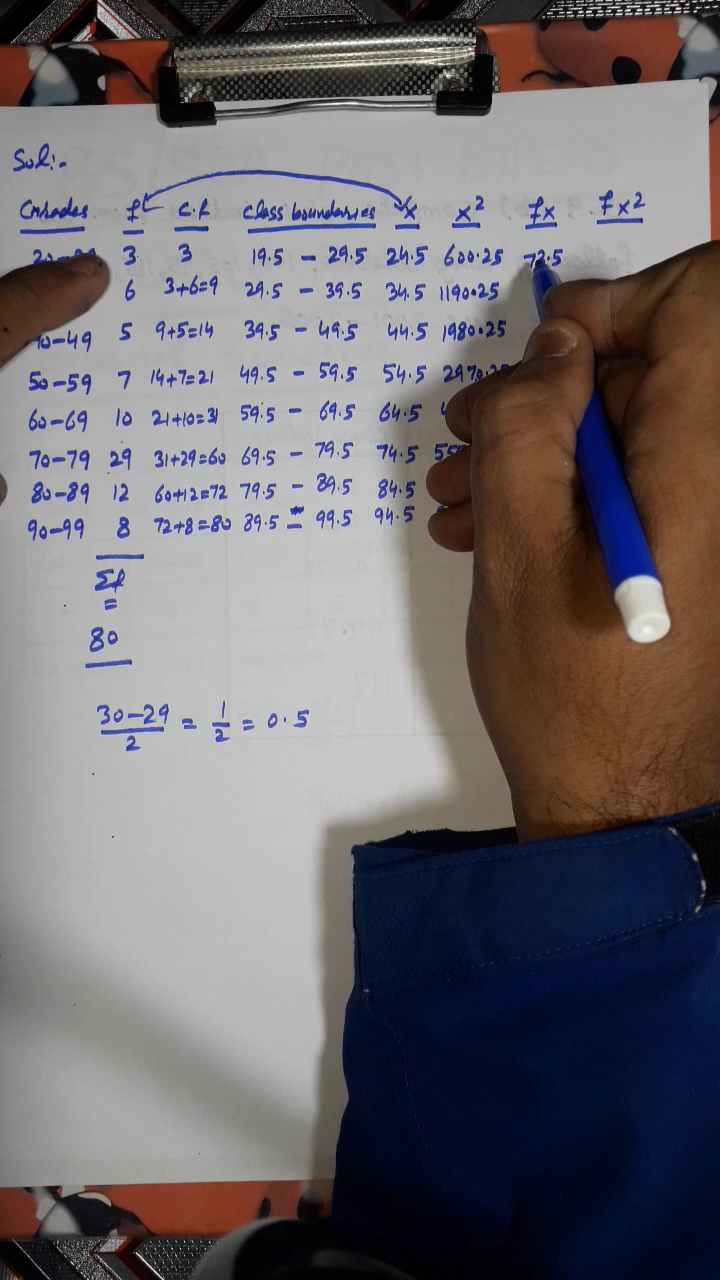 Sol:-
Grades f C.f Class boundaries x x² fx fx²
3 3 19.5 - 29.5 24.5 600.25 73.5
6 3+6=9 29.5 - 39.5 34.5 1190.25
40-49 5 9+5=14 39.5 - 49.5 44.5 1980.25
50-59 7 14+7=21 49.5 - 59.5 54.5 2970.25
60-69 10 21+10=31 59.5 - 69.5 64.5
70-79 29 31+29=60 69.5 - 79.5 74.5
80-89 12 60+12=72 79.5 - 89.5 84.5
90-99 8 72+8=80 89.5 - 99.5 94.5
Σf
=
80
30-29/2 = 1/2 = 0.5